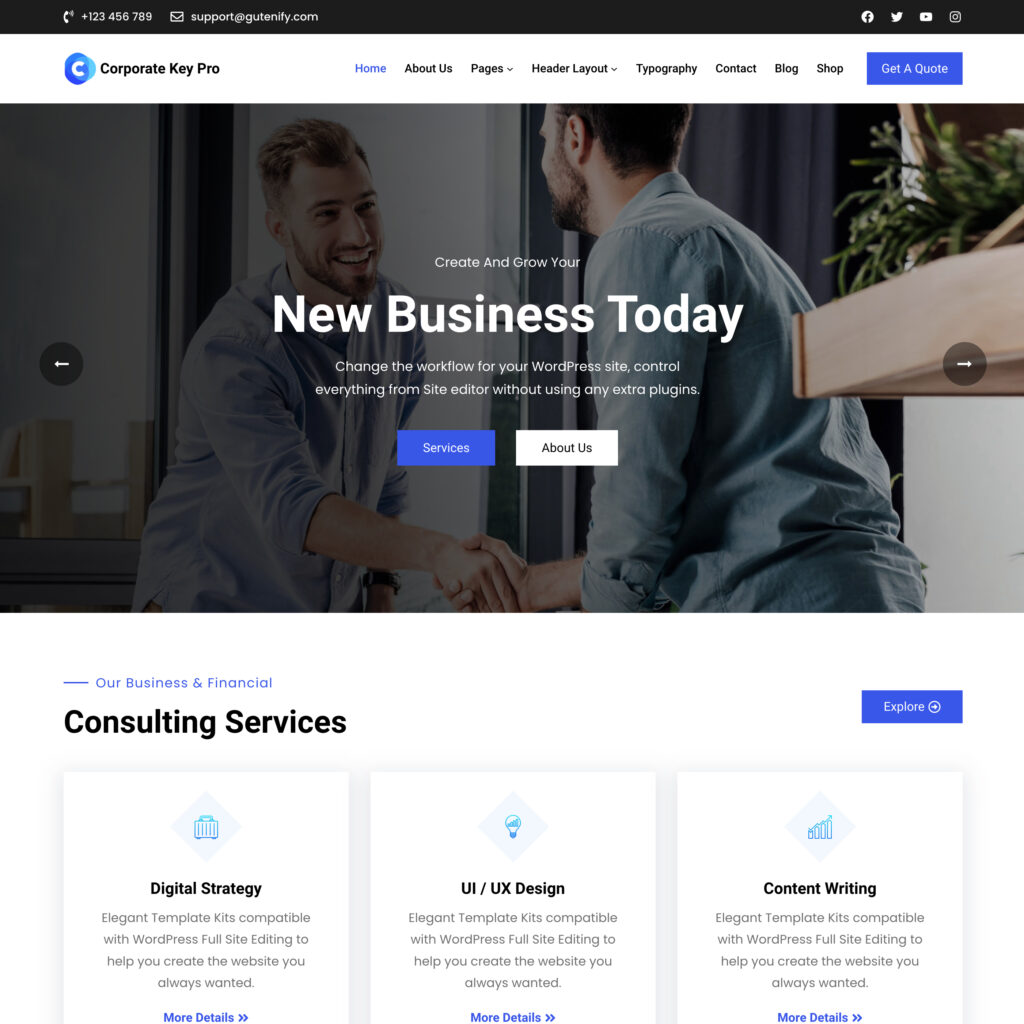 +123 456 789 support@gutenify.com
Corporate Key Pro Home About Us Pages Header Layout Typography Contact Blog Shop Get A Quote
Create And Grow Your
New Business Today
Change the workflow for your WordPress site, control
everything from Site editor without using any extra plugins.
Services About Us
Our Business & Financial
Consulting Services
Explore
Digital Strategy
Elegant Template Kits compatible
with WordPress Full Site Editing to
help you create the website you
always wanted.
More Details
UI / UX Design
Elegant Template Kits compatible
with WordPress Full Site Editing to
help you create the website you
always wanted.
More Details
Content Writing
Elegant Template Kits compatible
with WordPress Full Site Editing to
help you create the website you
always wanted.
More Details